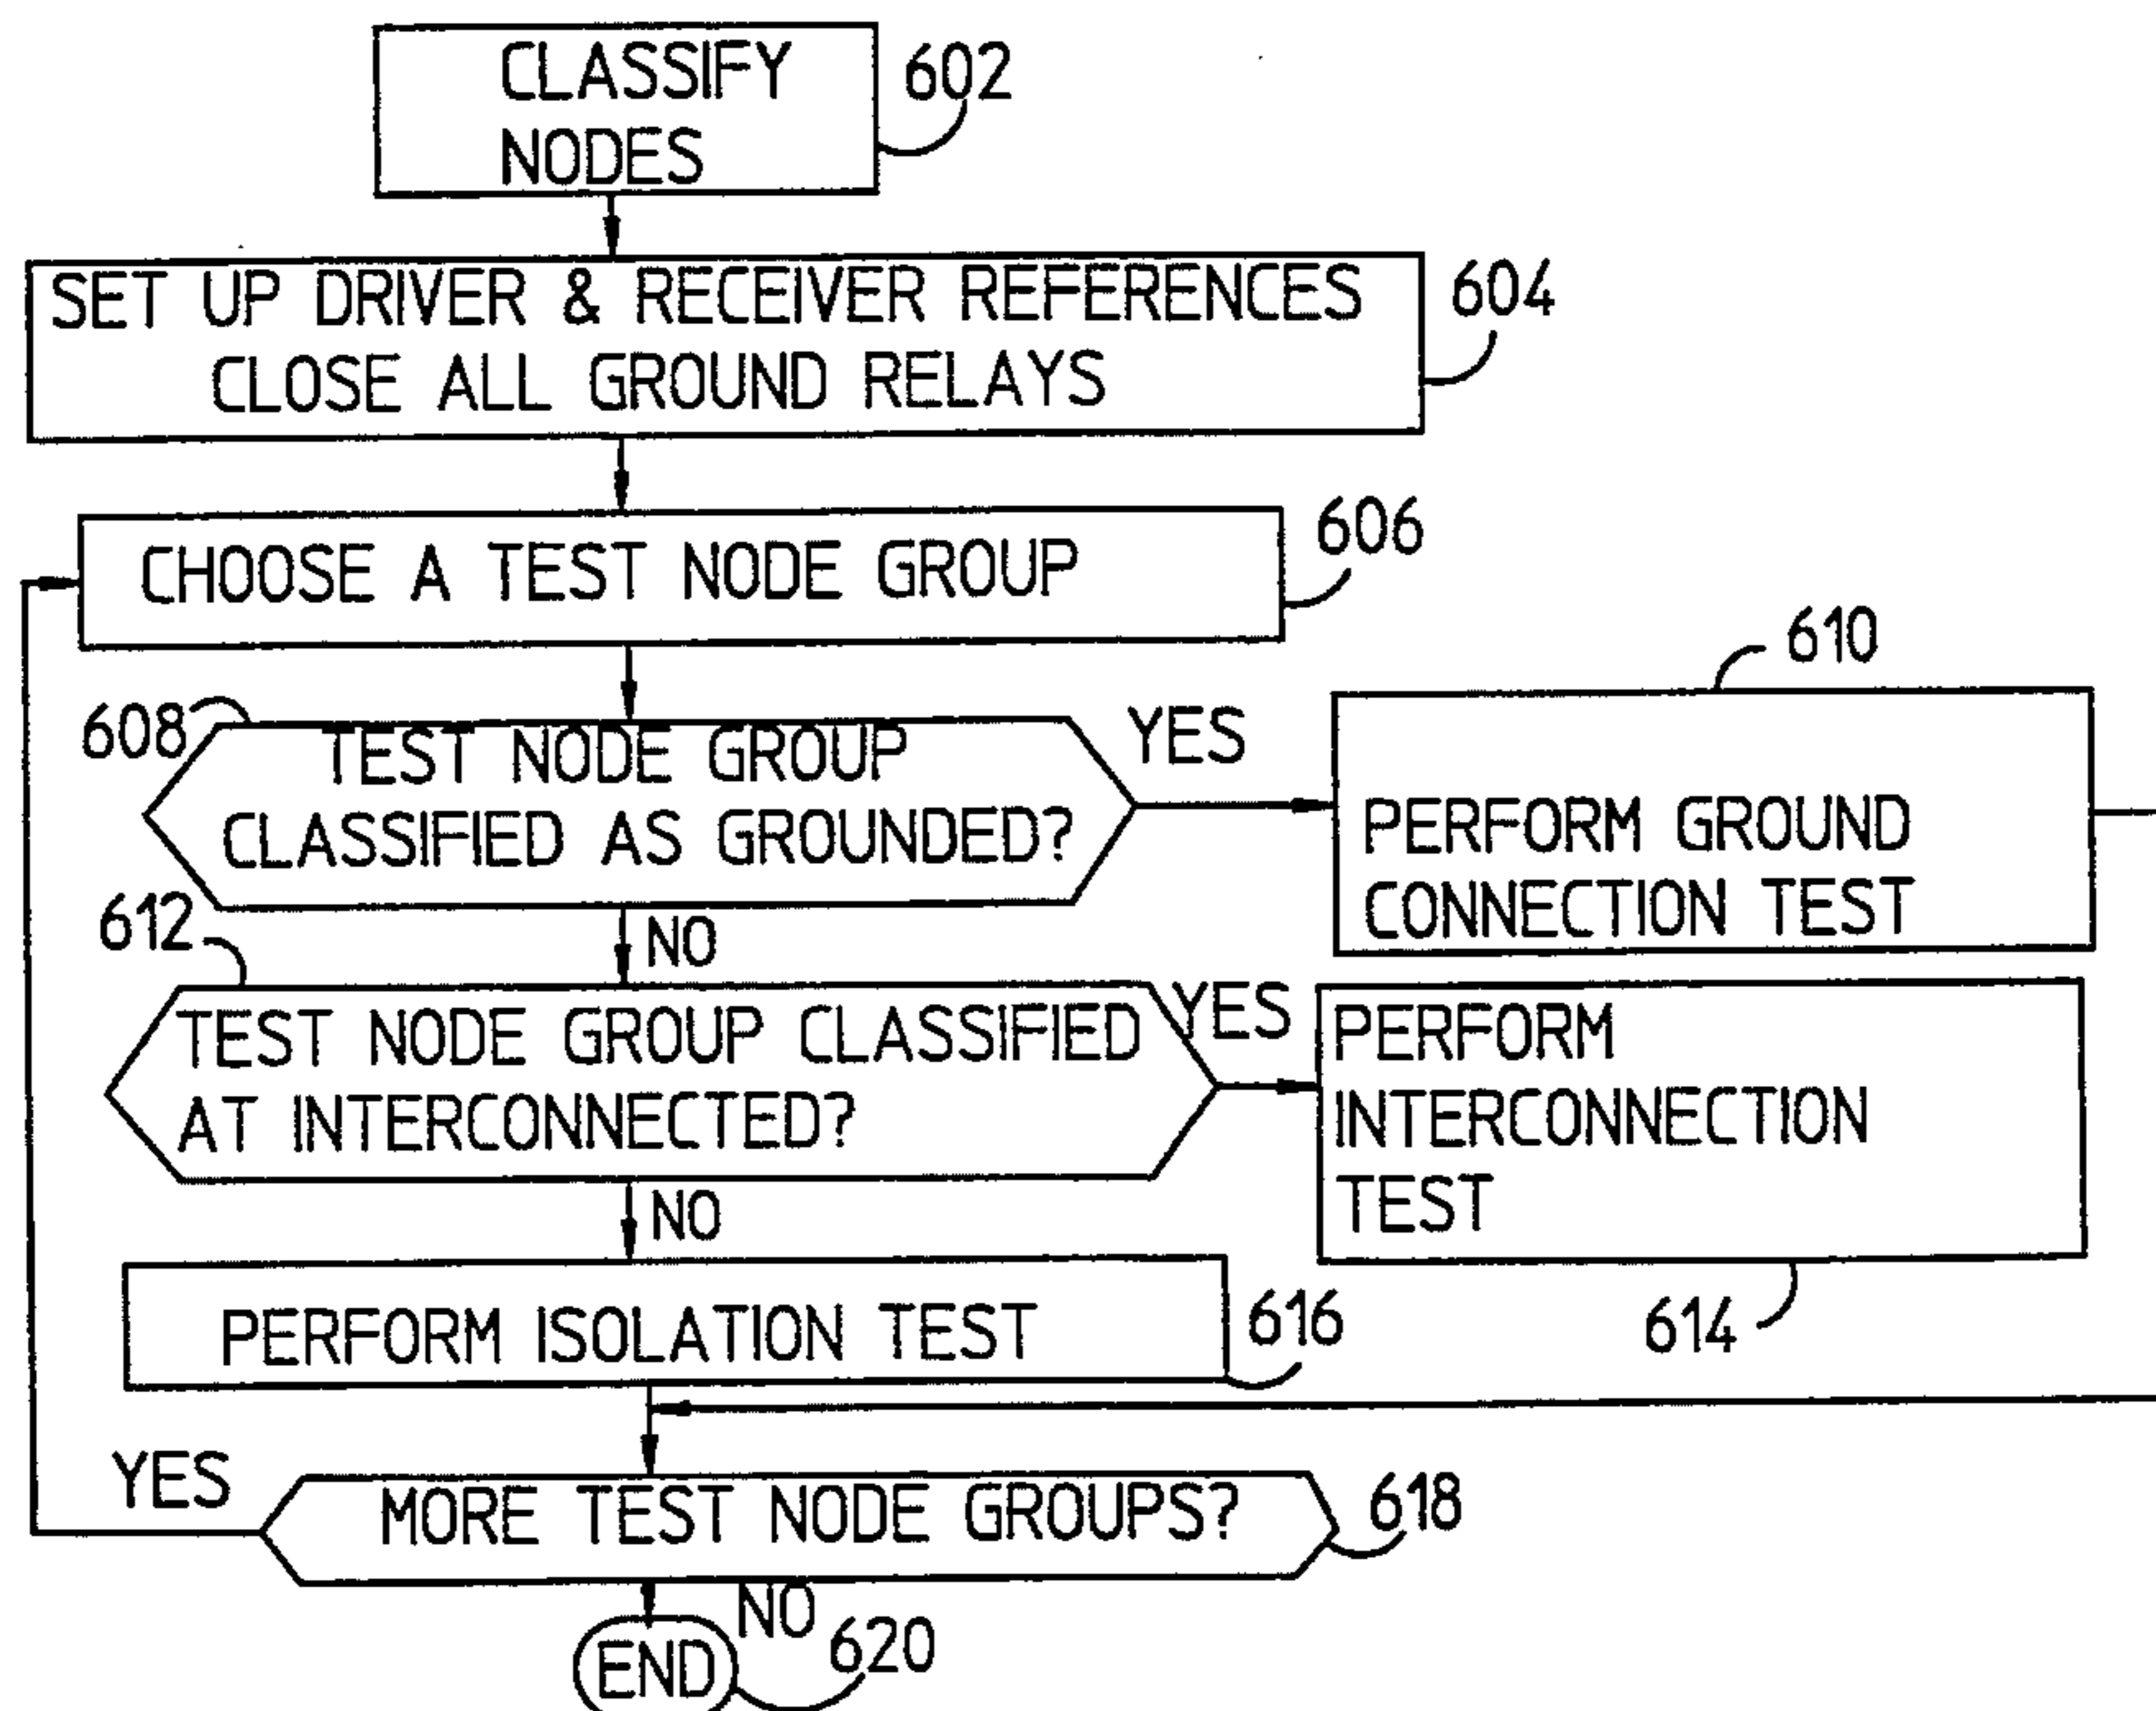 CLASSIFY
NODES
602
SET UP DRIVER & RECEIVER REFERENCES
CLOSE ALL GROUND RELAYS
604
CHOOSE A TEST NODE GROUP
606
608
TEST NODE GROUP
CLASSIFIED AS GROUNDED?
YES
610
PERFORM GROUND
CONNECTION TEST
NO
612
TEST NODE GROUP CLASSIFIED
AT INTERCONNECTED?
YES
PERFORM
INTERCONNECTION
TEST
614
NO
PERFORM ISOLATION TEST
616
YES
MORE TEST NODE GROUPS?
618
NO
END
620